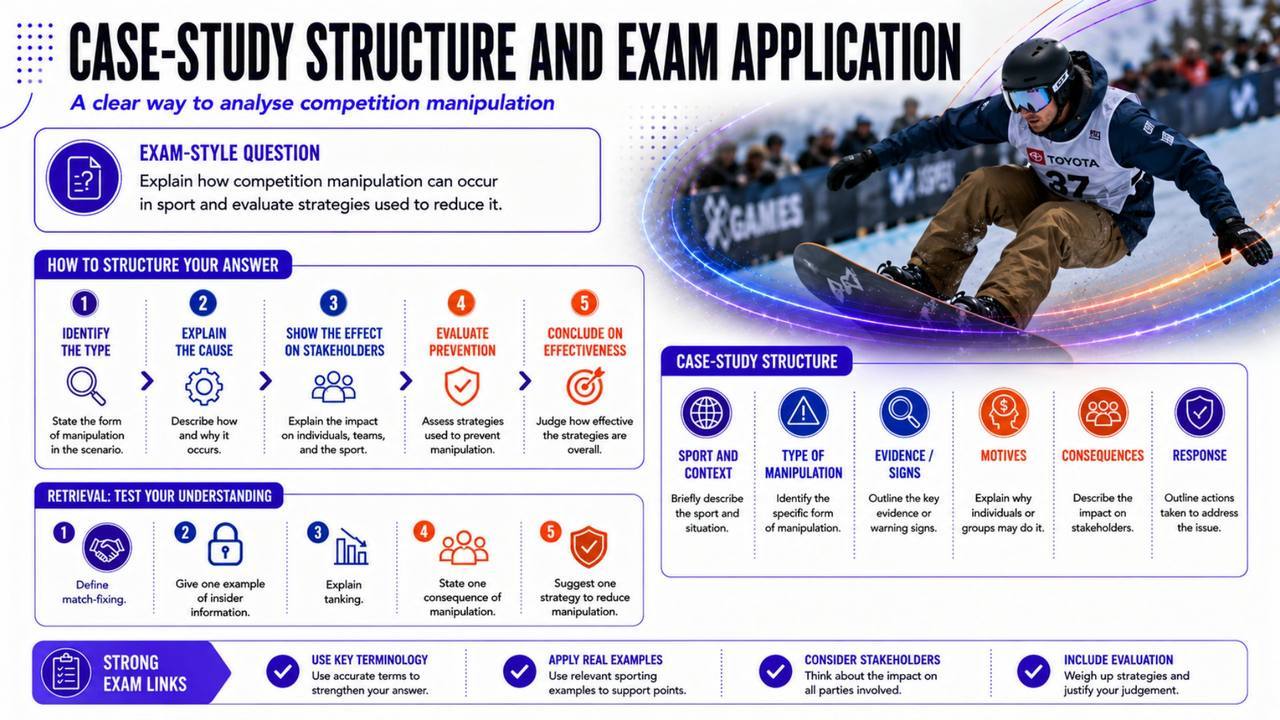 CASE-STUDY STRUCTURE AND EXAM APPLICATION
A clear way to analyse competition manipulation
EXAM-STYLE QUESTION
Explain how competition manipulation can occur
in sport and evaluate strategies used to reduce it.
HOW TO STRUCTURE YOUR ANSWER
1
IDENTIFY
THE TYPE
State the form
of manipulation
in the scenario.
2
EXPLAIN
THE CAUSE
Describe how
and why it
occurs.
3
SHOW THE EFFECT
ON STAKEHOLDERS
Explain the impact
on individuals, teams,
and the sport.
4
EVALUATE
PREVENTION
Assess strategies
used to prevent
manipulation.
5
CONCLUDE ON
EFFECTIVENESS
Judge how effective
the strategies are
overall.
RETRIEVAL: TEST YOUR UNDERSTANDING
1
Define
match-fixing.
2
Give one example
of insider
information.
3
Explain
tanking.
4
State one
consequence of
manipulation.
5
Suggest one
strategy to reduce
manipulation.
X GAMES
ASPEN
TOYOTA
37
CASE-STUDY STRUCTURE
SPORT AND
CONTEXT
Briefly describe
the sport and
situation.
TYPE OF
MANIPULATION
Identify the
specific form
of manipulation.
EVIDENCE /
SIGNS
Outline the key
evidence or
warning signs.
MOTIVES
Explain why
individuals or
groups may do it.
CONSEQUENCES
Describe the
impact on
stakeholders.
RESPONSE
Outline actions
taken to address
the issue.
STRONG
EXAM LINKS
USE KEY TERMINOLOGY
Use accurate terms to
strengthen your answer.
APPLY REAL EXAMPLES
Use relevant sporting
examples to support points.
CONSIDER STAKEHOLDERS
Think about the impact on
all parties involved.
INCLUDE EVALUATION
Weigh up strategies and
justify your judgement.